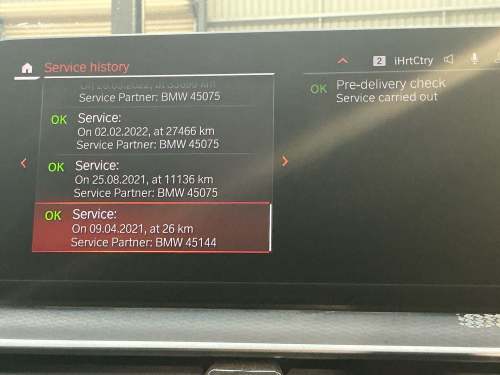 Service history
2 iHrtCtry
Service Partner: BMW 45075
OK Service:
On 02.02.2022, at 27466 km
Service Partner: BMW 45075
OK Service:
On 25.08.2021, at 11136 km
Service Partner: BMW 45075
OK Service:
On 09.04.2021, at 26 km
Service Partner: BMW 45144
OK Pre-delivery check
Service carried out